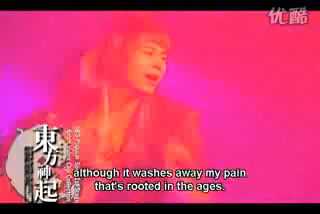 优酷
東方神起
although it washes away my pain
that's rooted in the ages.